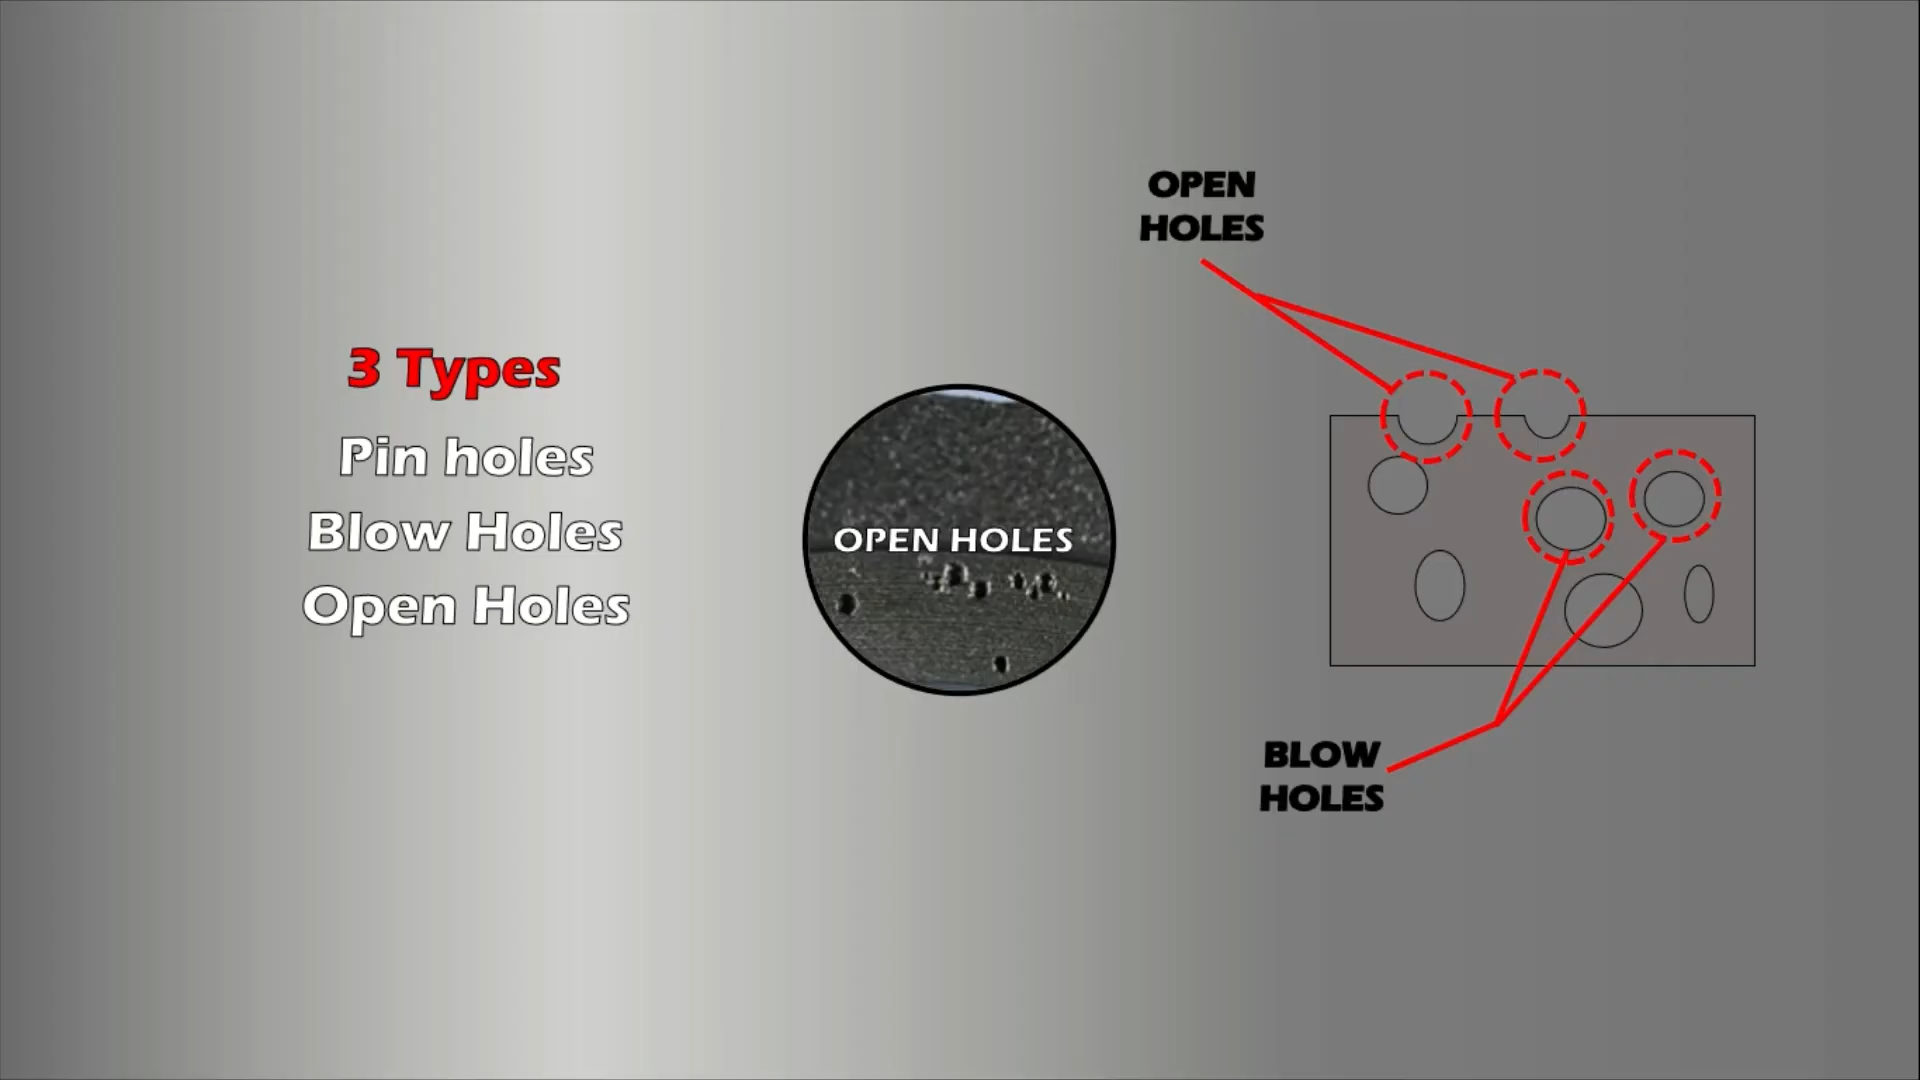 3 Types
Pin holes
Blow Holes
Open Holes
OPEN HOLES
OPEN
HOLES
BLOW
HOLES